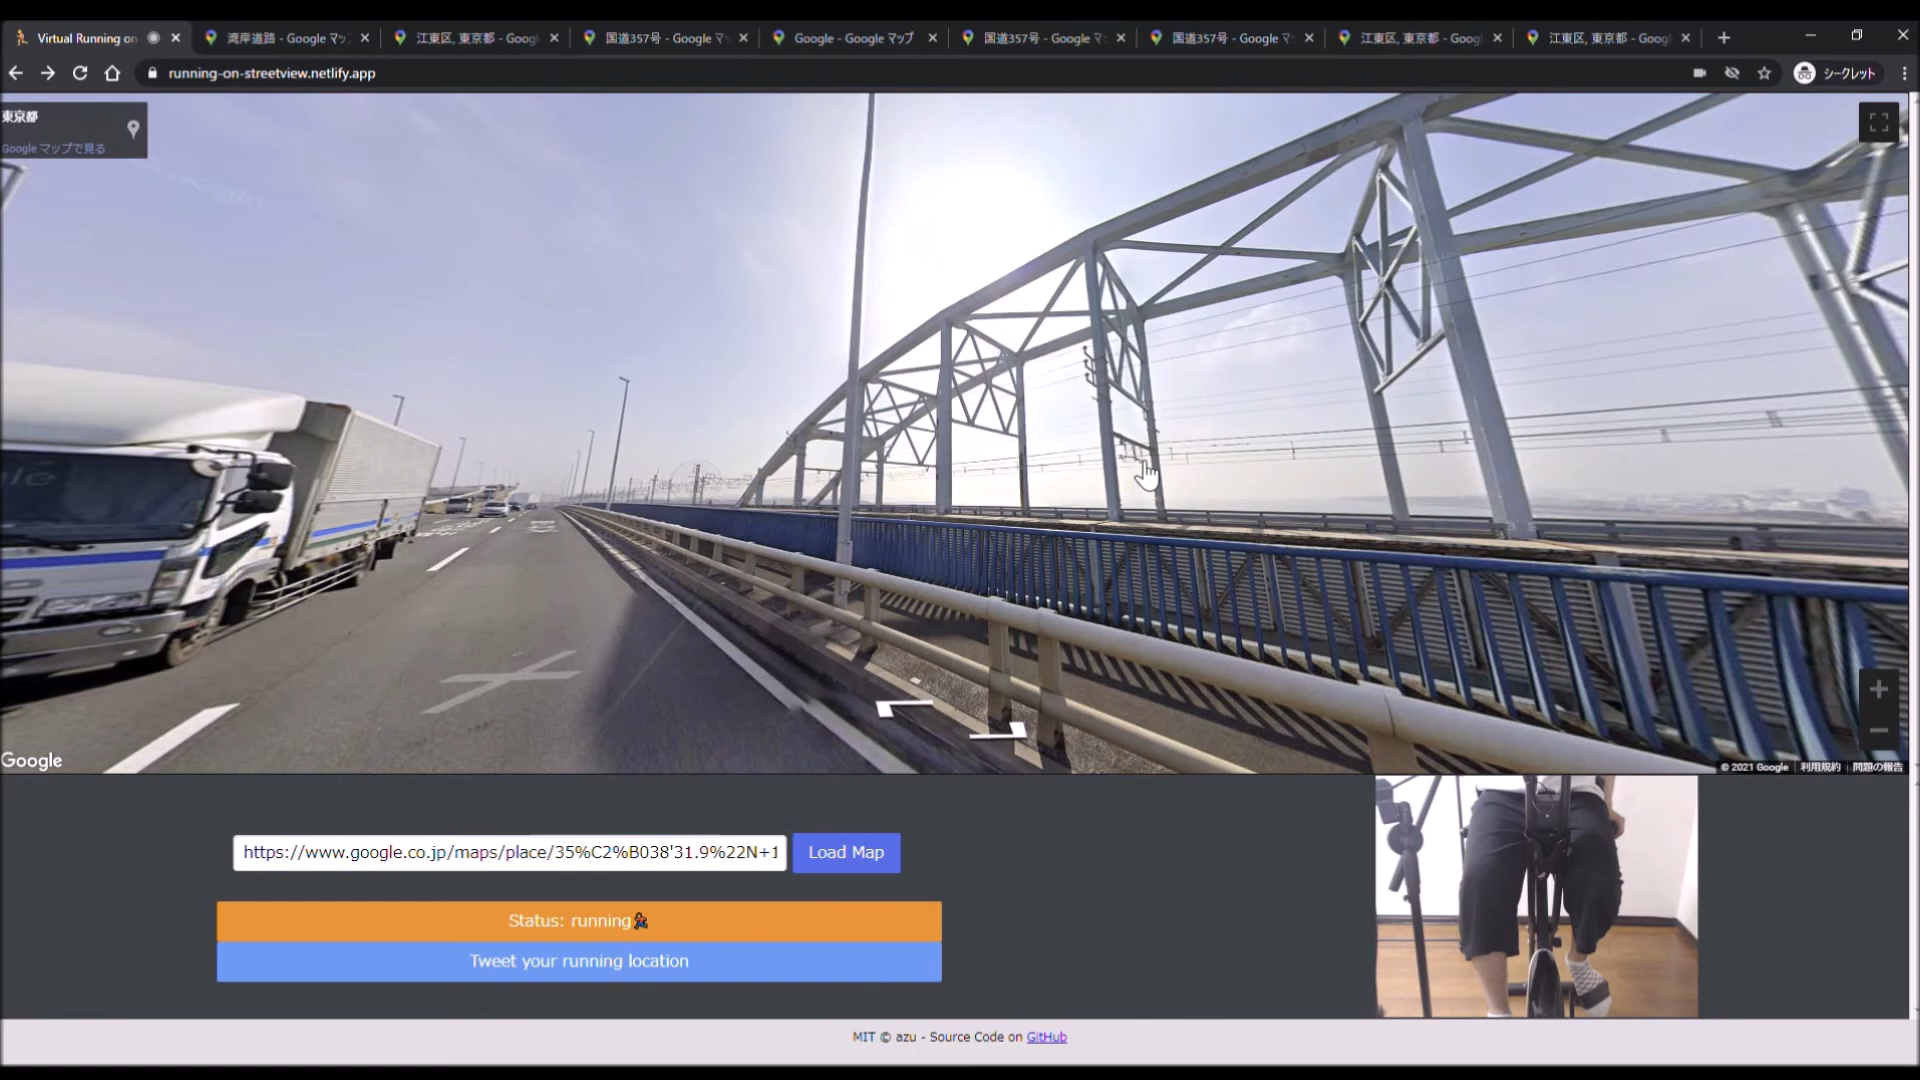 Virtual Running on
湾岸道路 - Google マップ
江東区, 東京都 - Googl
国道357号 - Google マ
Google - Google マップ
国道357号 - Google マ
国道357号 - Google マ
江東区, 東京都 - Googl
江東区, 東京都 - Googl
running-on-streetview.netlify.app
シークレット
東京都
Google マップで見る
Google
© 2021 Google
利用規約
問題の報告
https://www.google.co.jp/maps/place/35%C2%B038'31.9%22N+1
Load Map
Status: running
Tweet your running location
MIT © azu - Source Code on GitHub